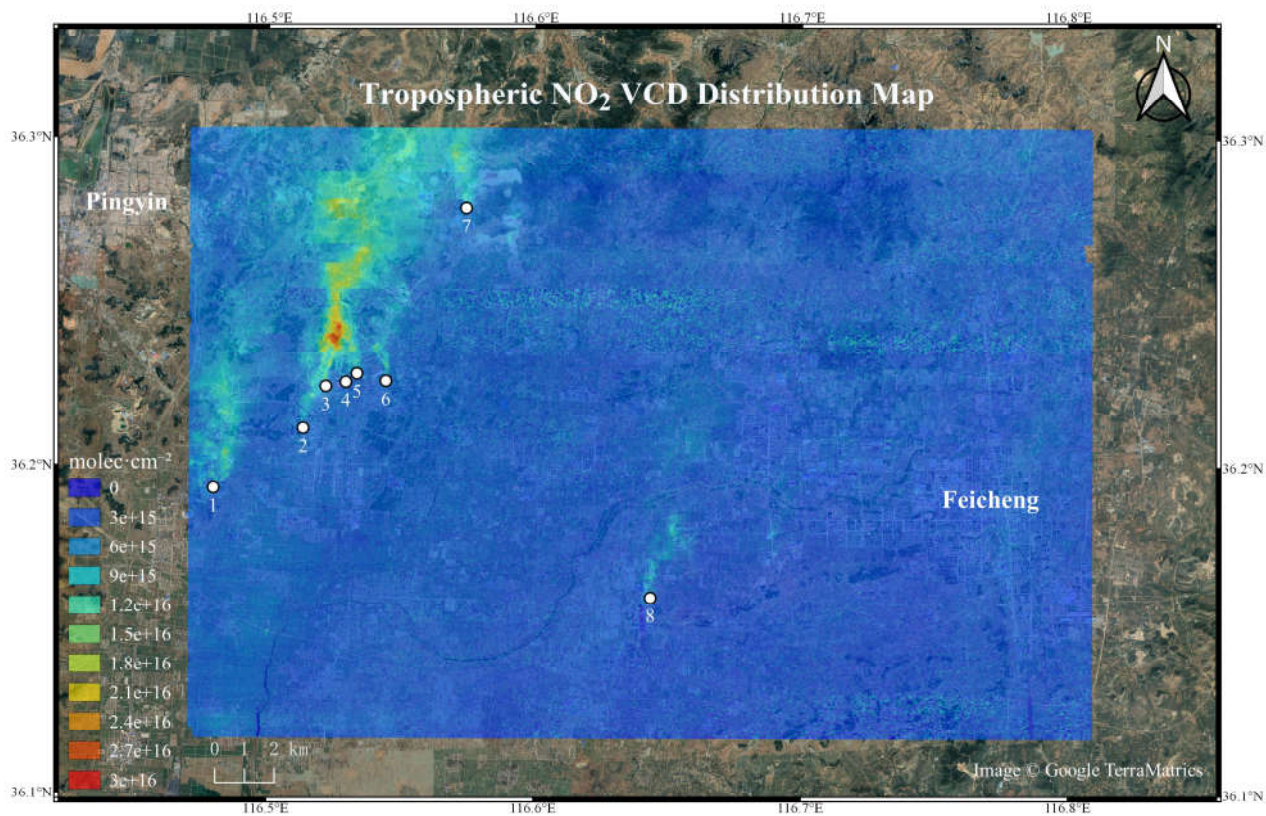 116.5°E 116.6°E 116.7°E 116.8°E
N
Tropospheric NO₂ VCD Distribution Map
36.3°N 36.3°N
Pingyin
7
3 4 5 6
2
36.2°N 36.2°N
molec·cm⁻²
1
0
Feicheng
3e+15
6e+15
9e+15
1.2e+16
8
1.5e+16
1.8e+16
2.1e+16
2.4e+16
2.7e+16
0 1 2 km
3e+16
Image © Google TerraMatrics
36.1°N 36.1°N
116.5°E 116.6°E 116.7°E 116.8°E